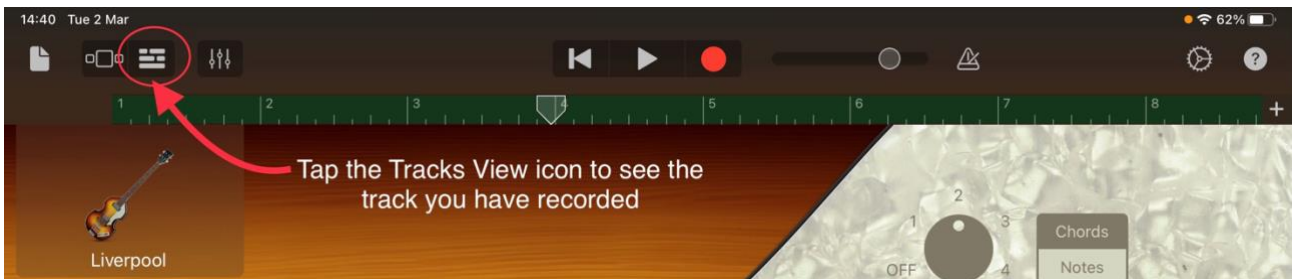 14:40 Tue 2 Mar
62%
?
1 2 3 4 5 6 7 8 +
Tap the Tracks View icon to see the
track you have recorded
Liverpool
OFF 1 2 3 4
Chords
Notes